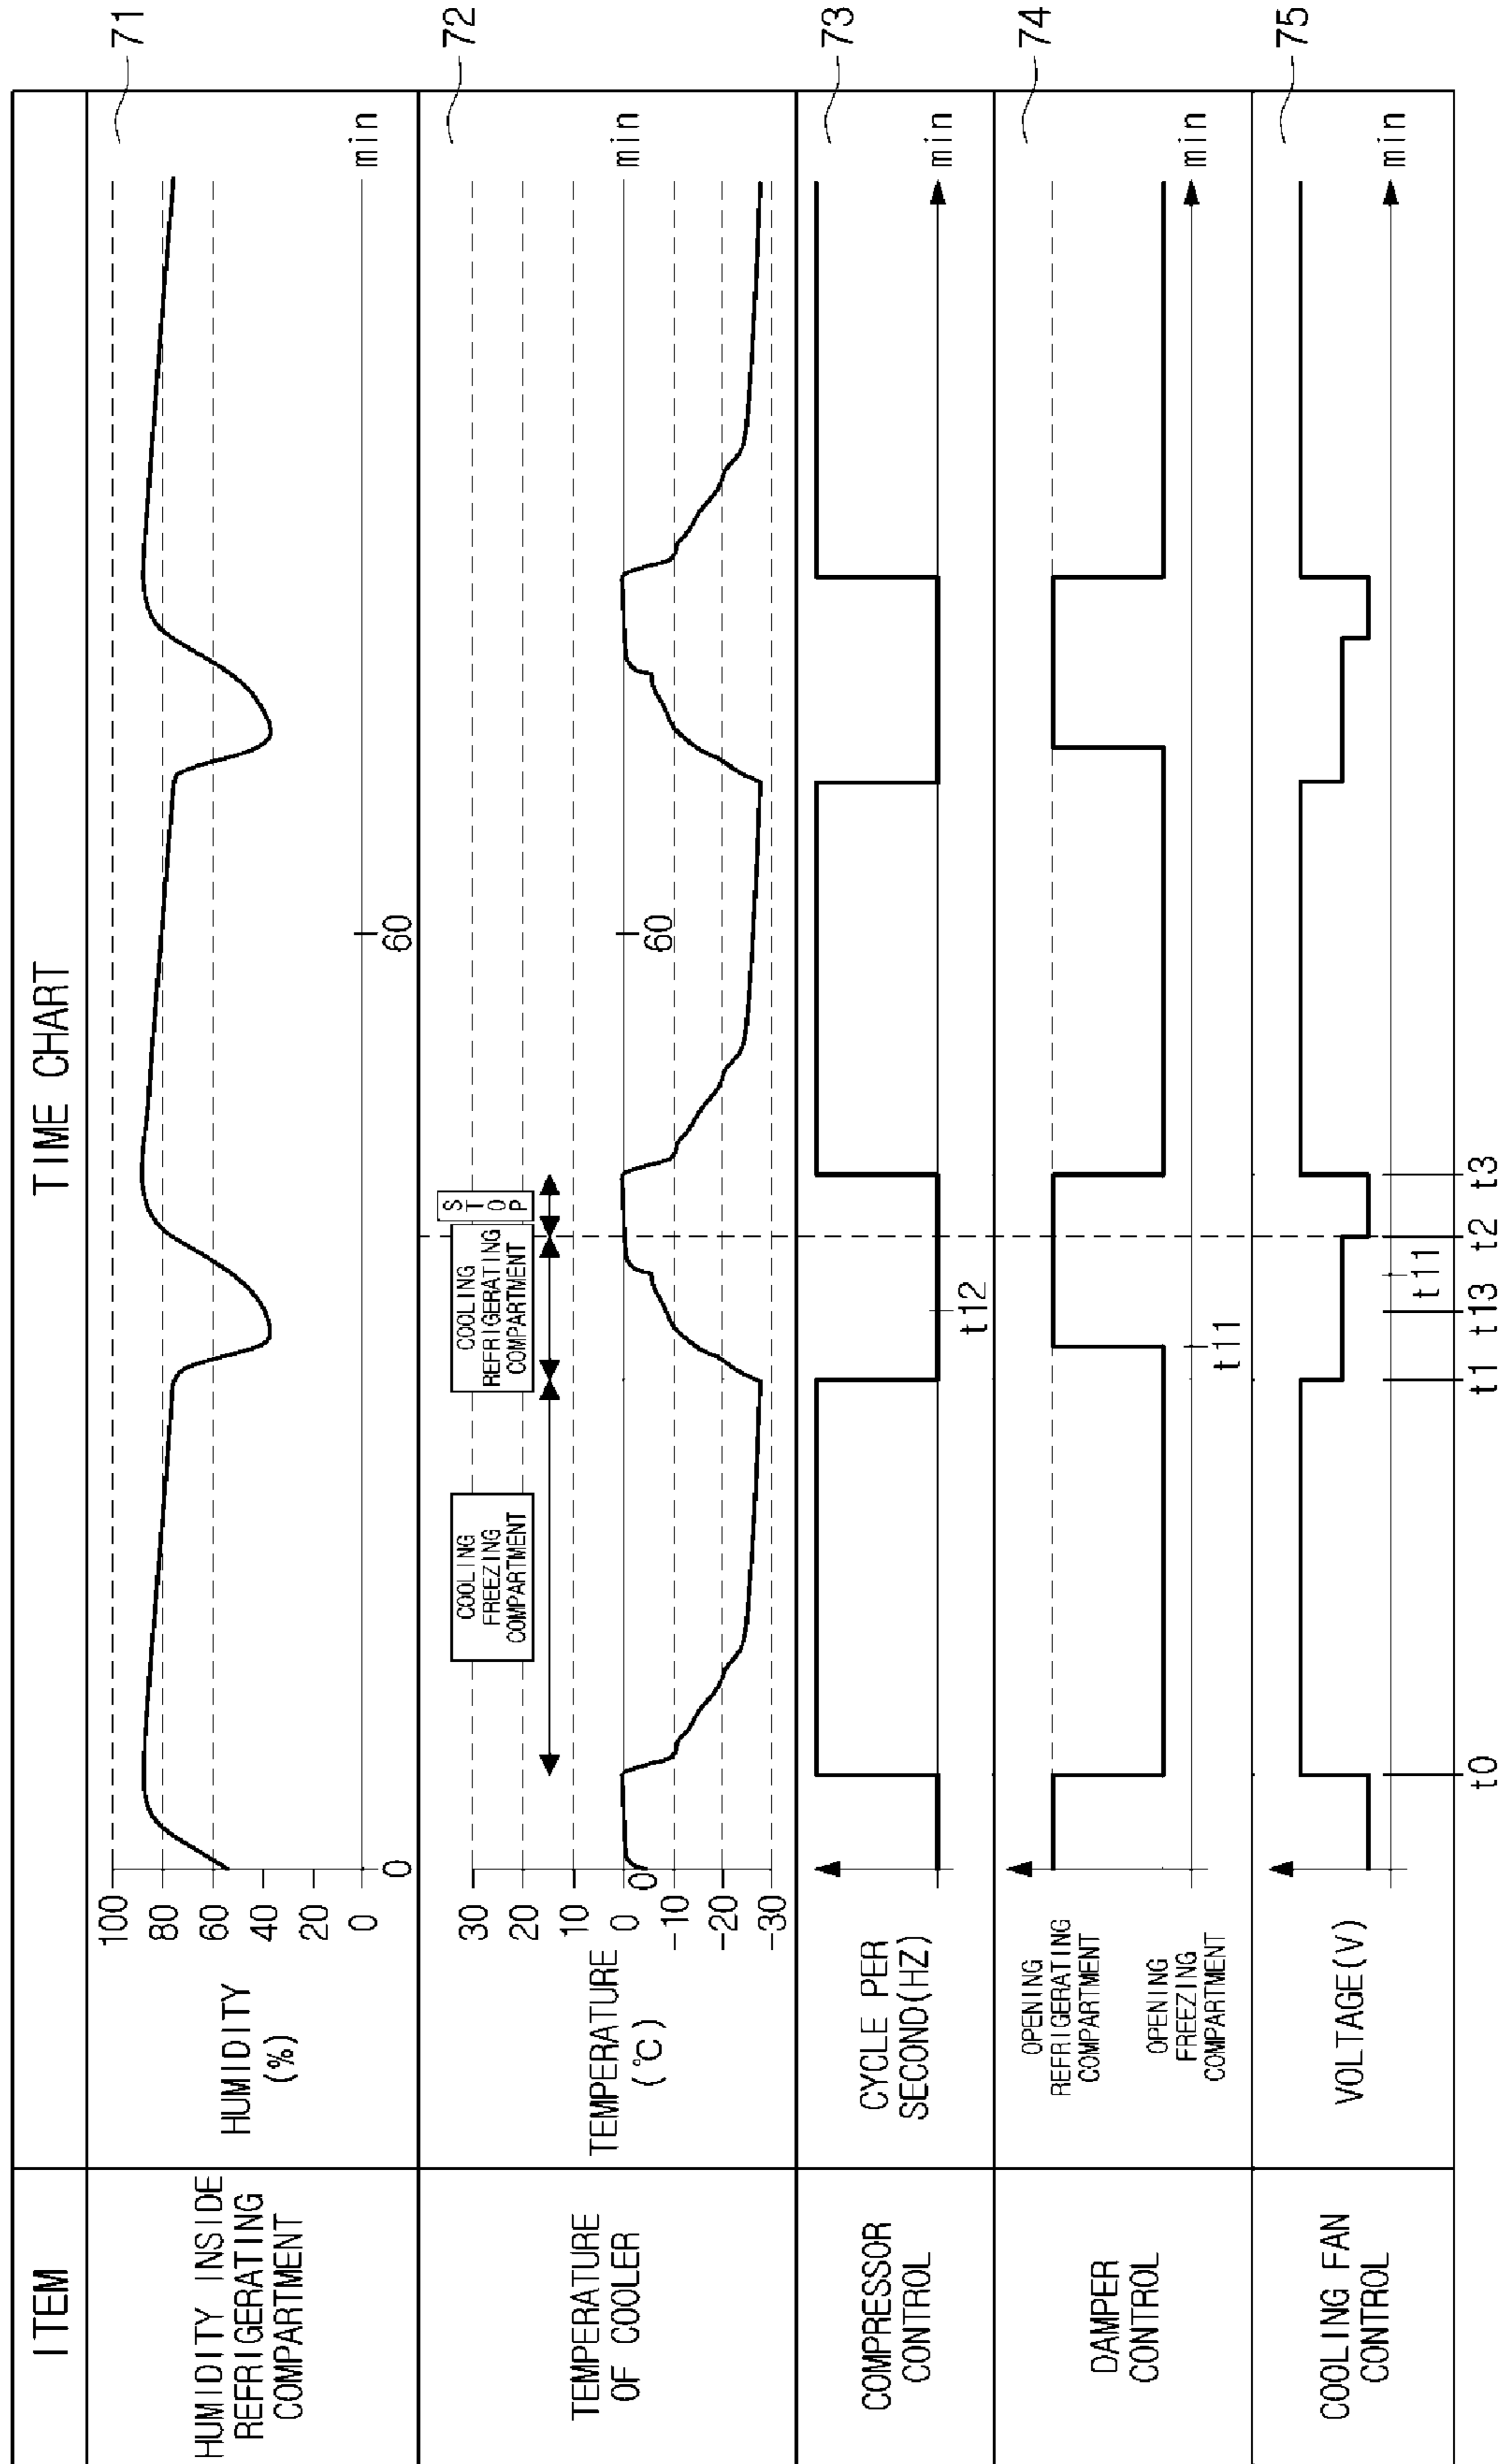 ITEM
TIME CHART
HUMIDITY INSIDE
REFRIGERATING
COMPARTMENT
HUMIDITY
(%)
100
80
60
40
20
0
0
60
min
71
TEMPERATURE
OF COOLER
TEMPERATURE
(℃)
30
20
10
0
-10
-20
-30
0
COOLING
FREEZING
COMPARTMENT
COOLING
REFRIGERATING
COMPARTMENT
STOP
60
min
72
COMPRESSOR
CONTROL
CYCLE PER
SECOND(HZ)
t12
min
73
DAMPER
CONTROL
OPENING
REFRIGERATING
COMPARTMENT
OPENING
FREEZING
COMPARTMENT
t11
min
74
COOLING FAN
CONTROL
VOLTAGE(V)
t11
min
75
t0
t1
t13
t2
t3